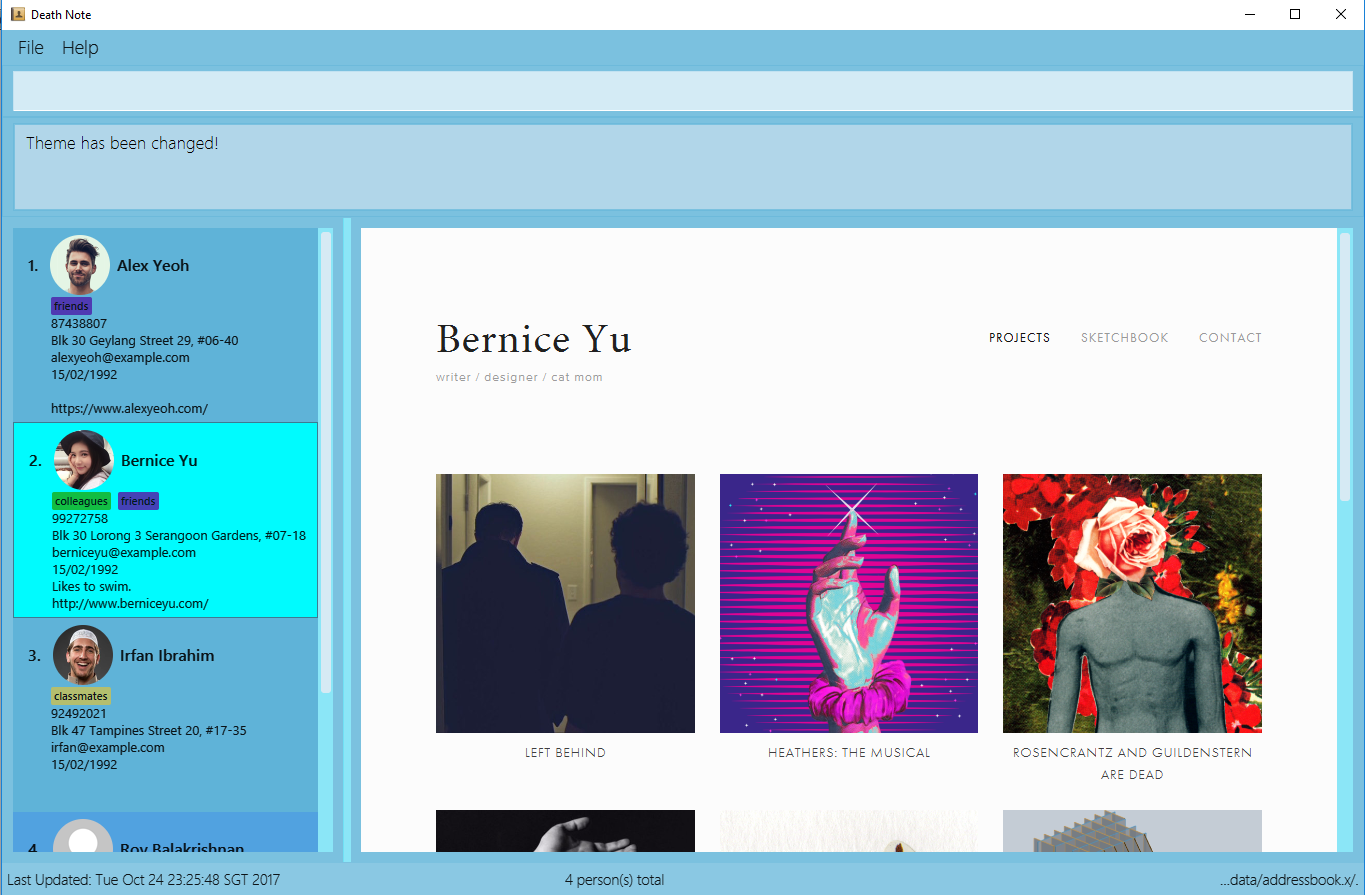 Death Note
File Help
Theme has been changed!
1. Alex Yeoh
friends
87438807
Blk 30 Geylang Street 29, #06-40
alexyeoh@example.com
15/02/1992
https://www.alexyeoh.com/
2. Bernice Yu
colleagues friends
99272758
Blk 30 Lorong 3 Serangoon Gardens, #07-18
berniceyu@example.com
15/02/1992
Likes to swim.
http://www.berniceyu.com/
3. Irfan Ibrahim
classmates
92492021
Blk 47 Tampines Street 20, #17-35
irfan@example.com
15/02/1992
4. Roy Balakrishnan
Bernice Yu
writer / designer / cat mom
PROJECTS SKETCHBOOK CONTACT
LEFT BEHIND
HEATHERS: THE MUSICAL
ROSENCRANTZ AND GUILDENSTERN
ARE DEAD
Last Updated: Tue Oct 24 23:25:48 SGT 2017
4 person(s) total
...data/addressbook.x/.